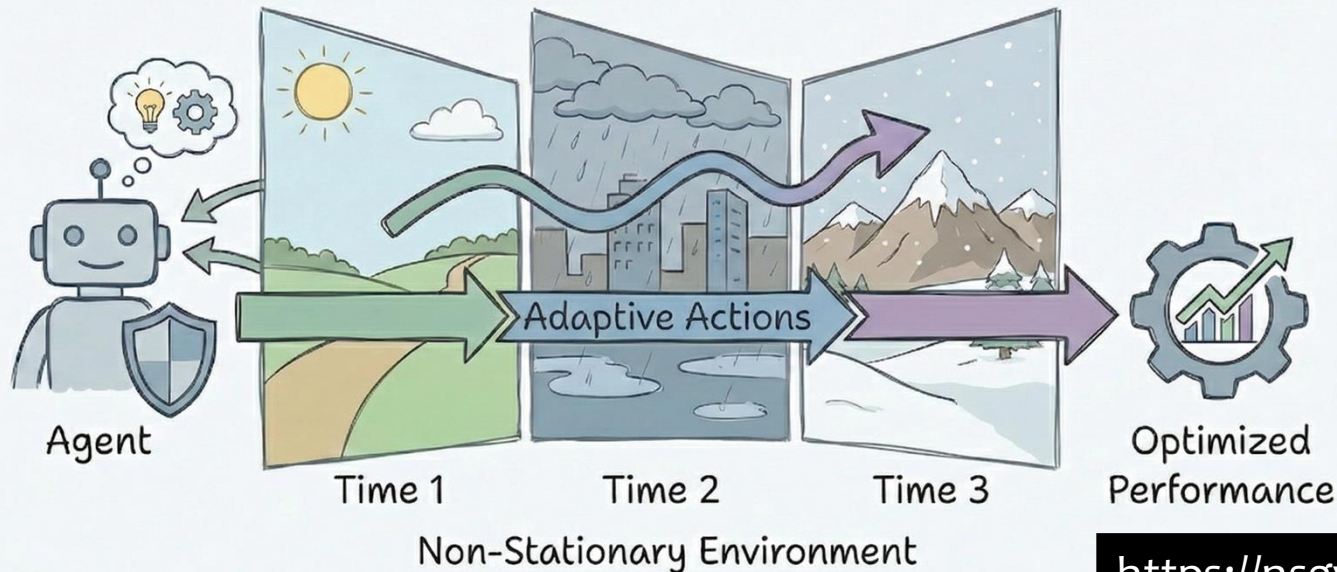 Adaptive Actions
Agent
Time 1
Time 2
Time 3
Optimized
Performance
Non-Stationary Environment